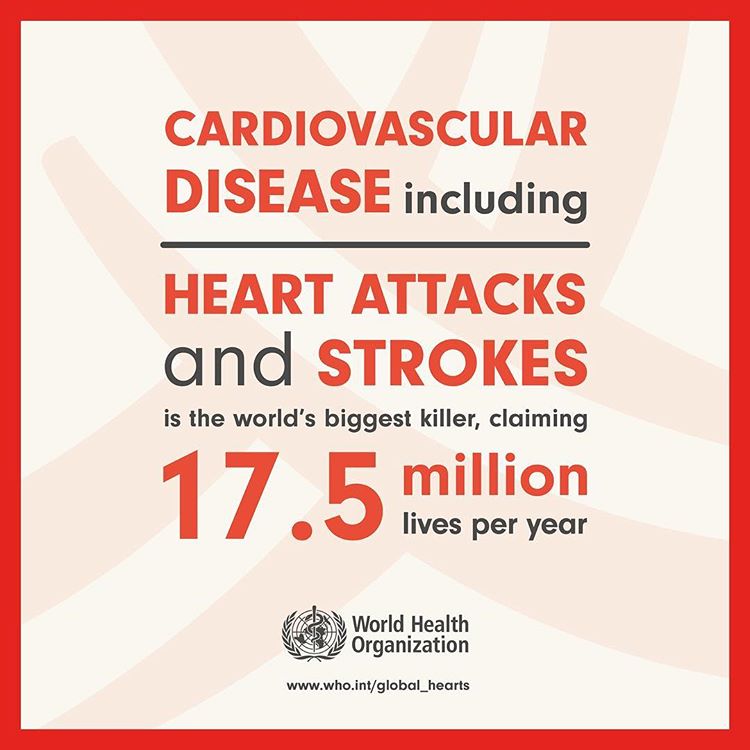 CARDIOVASCULAR
DISEASE including
HEART ATTACKS
and STROKES
is the world's biggest killer, claiming
17.5 million
lives per year
World Health
Organization
www.who.int/global_hearts